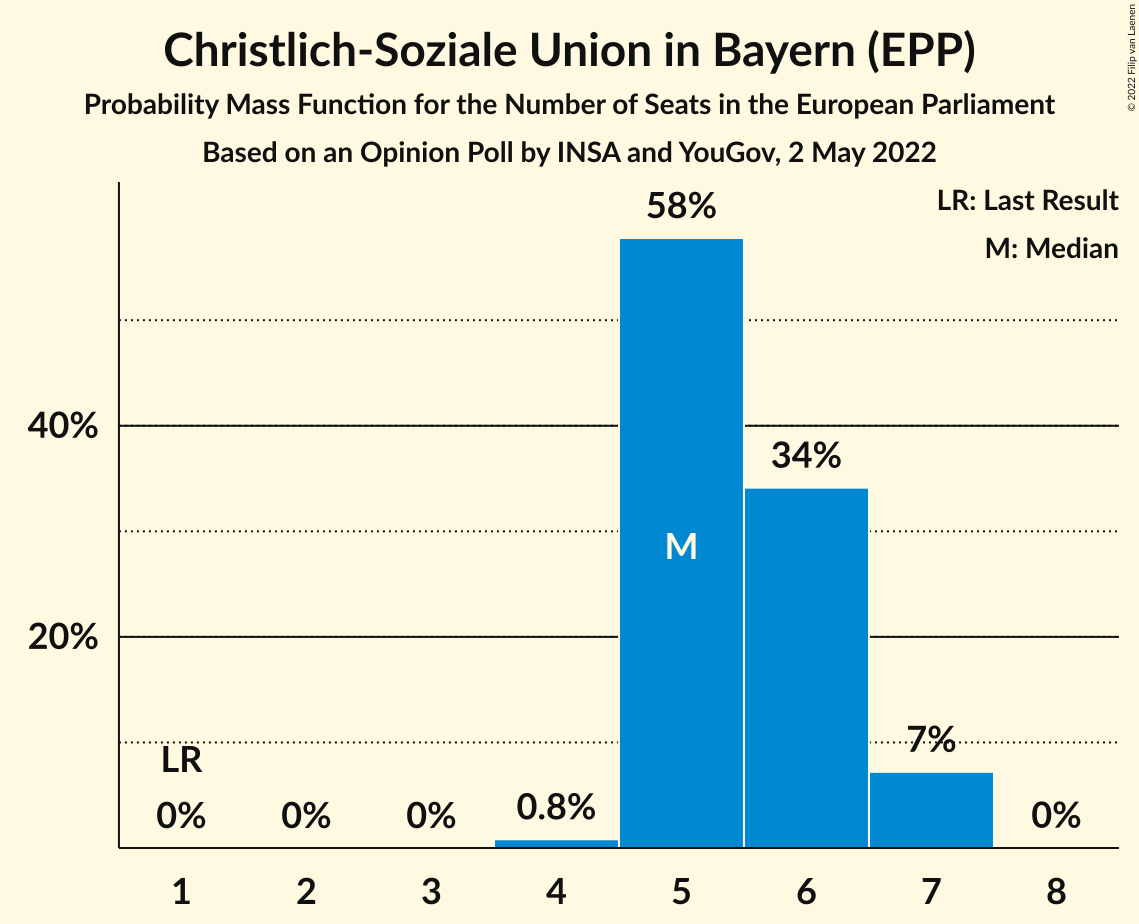 Christlich-Soziale Union in Bayern (EPP)
Probability Mass Function for the Number of Seats in the European Parliament
Based on an Opinion Poll by INSA and YouGov, 2 May 2022
© 2022 Filip van Laenen
LR: Last Result
M: Median
58%
40%
34%
M
20%
7%
LR
0% 0% 0% 0.8% 0%
1 2 3 4 5 6 7 8